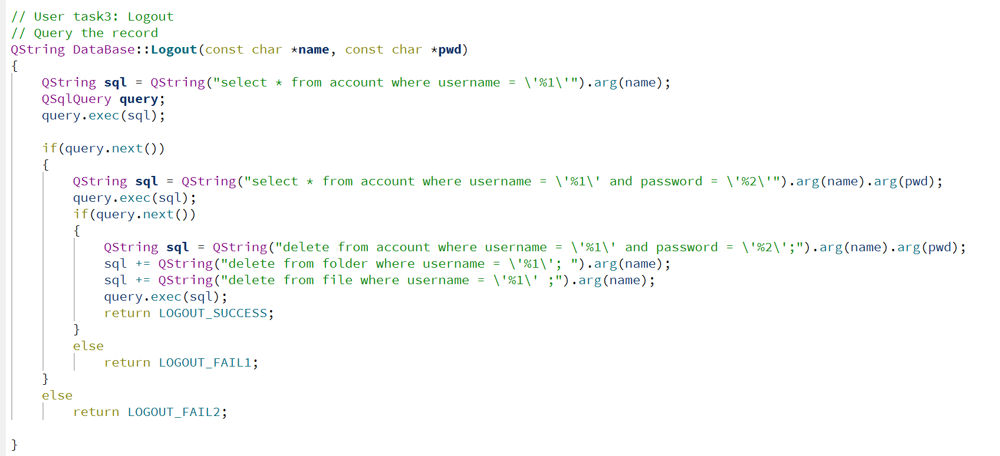 // User task3: Logout
// Query the record
QString DataBase::Logout(const char *name, const char *pwd)
{
    QString sql = QString("select * from account where username = \'%1\'").arg(name);
    QSqlQuery query;
    query.exec(sql);

    if(query.next())
    {
        QString sql = QString("select * from account where username = \'%1\' and password = \'%2\'").arg(name).arg(pwd);
        query.exec(sql);
        if(query.next())
        {
            QString sql = QString("delete from account where username = \'%1\' and password = \'%2\';").arg(name).arg(pwd);
            sql += QString("delete from folder where username = \'%1\'; ").arg(name);
            sql += QString("delete from file where username = \'%1\' ;").arg(name);
            query.exec(sql);
            return LOGOUT_SUCCESS;
        }
        else
            return LOGOUT_FAIL1;
    }
    else
        return LOGOUT_FAIL2;

}